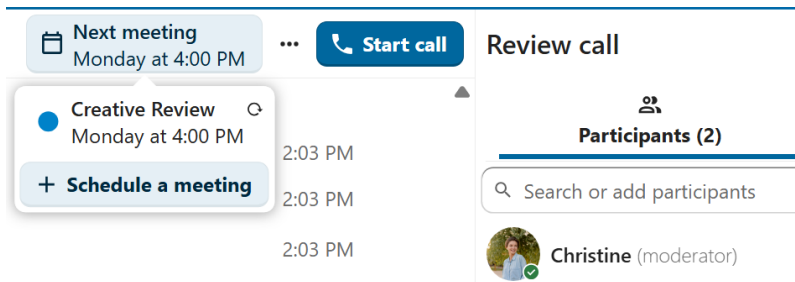 Next meeting
Monday at 4:00 PM
Start call
Review call
Creative Review
Monday at 4:00 PM
Schedule a meeting
2:03 PM
2:03 PM
2:03 PM
Participants (2)
Search or add participants
Christine (moderator)